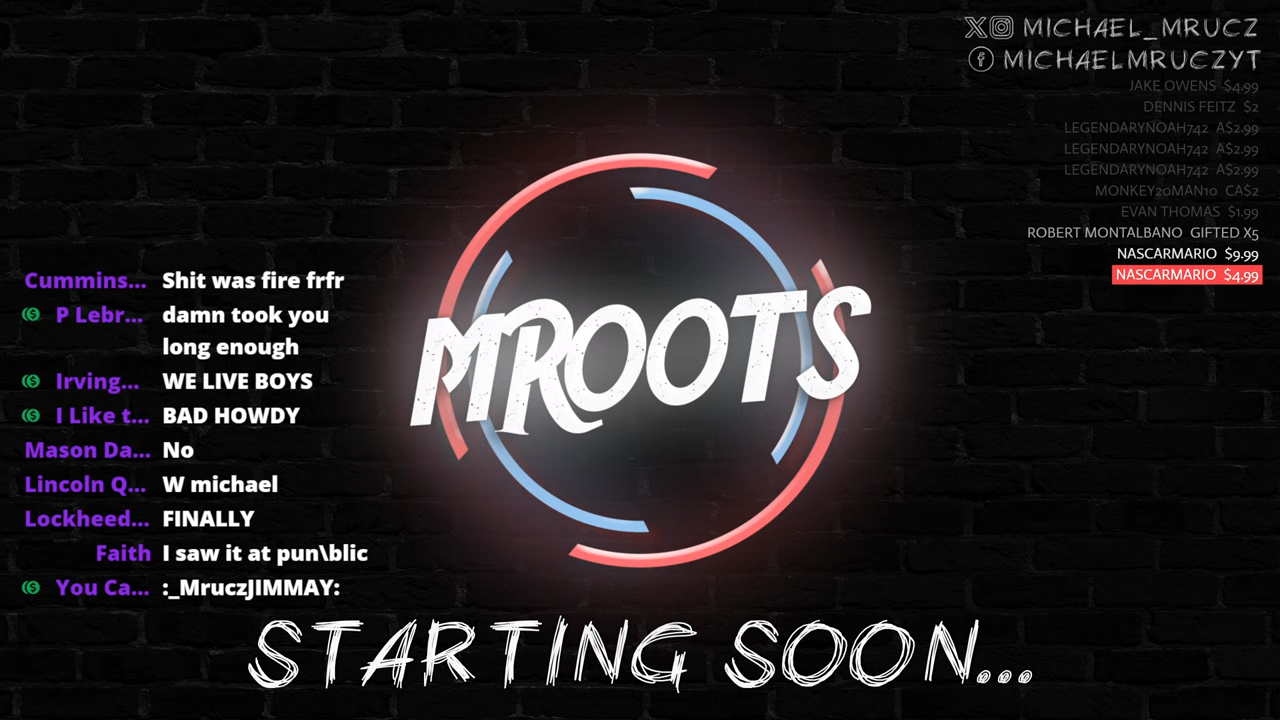 MICHAEL_MRUCZ
MICHAELMRUCZYT
JAKE OWENS $4.99
DENNIS FEITZ $2
LEGENDARYNOAH742 A$2.99
LEGENDARYNOAH742 A$2.99
LEGENDARYNOAH742 A$2.99
MONKEY20MAN10 CA$2
EVAN THOMAS $1.99
ROBERT MONTALBANO GIFTED X5
NASCARMARIO $9.99
NASCARMARIO $4.99
Cummins... Shit was fire frfr
P Lebr... damn took you
long enough
Irving... WE LIVE BOYS
I Like t... BAD HOWDY
Mason Da... No
Lincoln Q... W michael
Lockheed... FINALLY
Faith I saw it at pun\blic
You Ca... :_MruczJIMMAY:
MROOTS
STARTING SOON...